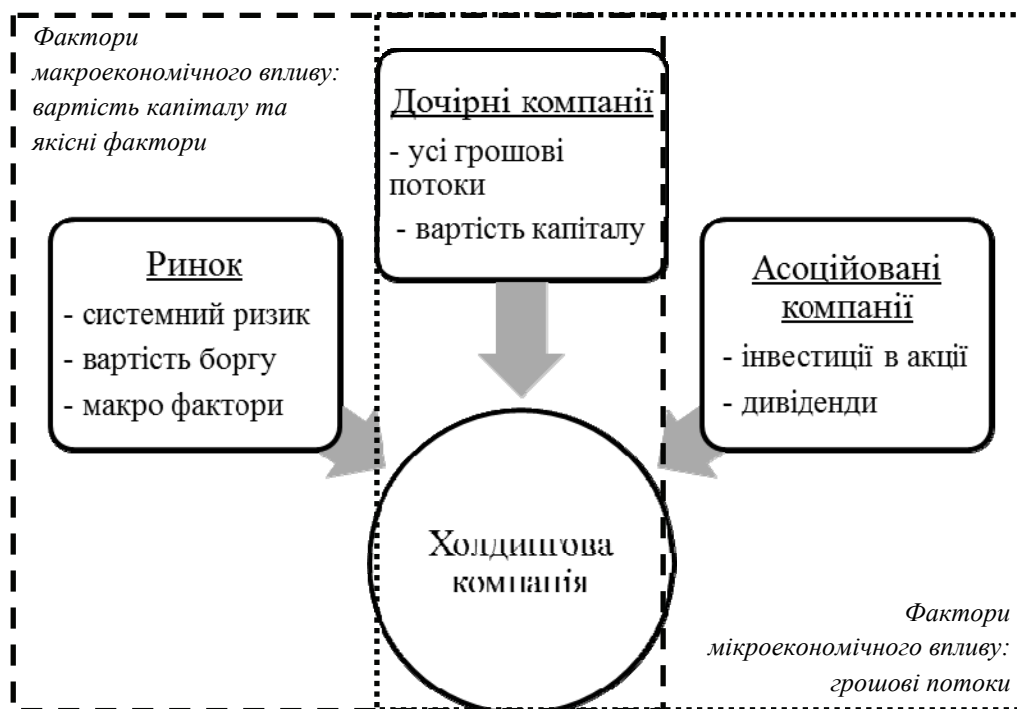 Фактори
макроекономічного впливу:
вартість капіталу та
якісні фактори
Дочірні компанії
- усі грошові
потоки
- вартість капіталу
Ринок
- системний ризик
- вартість боргу
- макро фактори
Асоційовані
компанії
- інвестиції в акції
- дивіденди
Холдингова
компанія
Фактори
мікроекономічного впливу:
грошові потоки